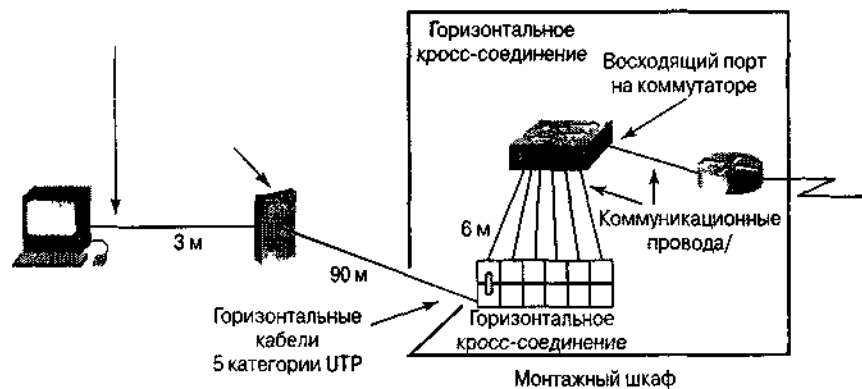 Горизонтальное
кросс-соединение
Восходящий порт
на коммутаторе
3 м
6 м
Коммуникационные
провода/
90 м
Горизонтальные
кабели
5 категории UTP
Горизонтальное
кросс-соединение
Монтажный шкаф